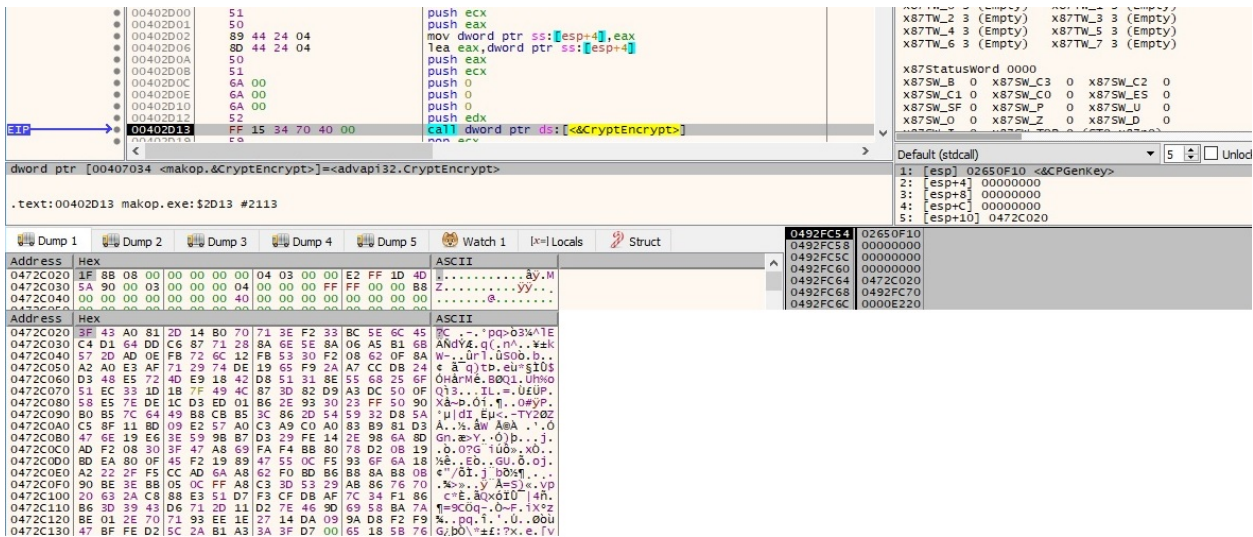 00402D00 51 push ecx
00402D01 50 push eax
00402D02 89 44 24 04 mov dword ptr ss:[esp+4],eax
00402D06 8D 44 24 04 lea eax,dword ptr ss:[esp+4]
00402D0A 50 push eax
00402D0B 51 push ecx
00402D0C 6A 00 push 0
00402D0E 6A 00 push 0
00402D10 6A 00 push 0
00402D12 52 push edx
EIP 00402D13 FF 15 34 70 40 00 call dword ptr ds:[<&CryptEncrypt>]
x87TW_2 3 (Empty) x87TW_3 3 (Empty)
x87TW_4 3 (Empty) x87TW_5 3 (Empty)
x87TW_6 3 (Empty) x87TW_7 3 (Empty)
x87StatusWord 0000
x87SW_B 0 x87SW_C3 0 x87SW_C2 0
x87SW_C1 0 x87SW_C0 0 x87SW_ES 0
x87SW_SF 0 x87SW_P 0 x87SW_U 0
x87SW_O 0 x87SW_Z 0 x87SW_D 0
dword ptr [00407034 <makop.&CryptEncrypt>]=<advapi32.CryptEncrypt>
.text:00402D13 makop.exe:$2D13 #2113
Default (stdcall) 5 Unlock
1: [esp] 02650F10 <&CPGenKey>
2: [esp+4] 00000000
3: [esp+8] 00000000
4: [esp+C] 00000000
5: [esp+10] 0472C020
Dump 1 Dump 2 Dump 3 Dump 4 Dump 5 Watch 1 [x=] Locals Struct
0492FC54 02650F10
0492FC58 00000000
0492FC5C 00000000
0492FC60 00000000
0492FC64 0472C020
0492FC68 0492FC70
0492FC6C 0000E220
Address Hex ASCII
0472C020 1F 8B 08 00 00 00 00 00 04 03 00 00 E2 FF 1D 4D ............âÿ.M
0472C030 5A 90 00 03 00 00 00 04 00 00 00 FF FF 00 00 B8 Z..........ÿÿ..¸
0472C040 00 00 00 00 00 00 00 40 00 00 00 00 00 00 00 00 .......@........
Address Hex ASCII
0472C020 3F 43 A0 81 2D 14 B0 70 71 3E F2 33 BC 5E 6C 45
0472C030 C4 D1 64 DD C6 87 71 28 8A 6E 5E 8A 06 A5 B1 6B
0472C040 57 2D AD 0E FB 72 6C 12 FB 53 30 F2 08 62 0F 8A
0472C050 A2 A0 E3 AF 71 29 74 DE 19 65 F9 2A A7 CC DB 24
0472C060 D3 48 E5 72 4D E9 18 42 D8 51 31 8E 55 68 25 6F
0472C070 51 EC 33 1D 1B 7F 49 4C 87 3D 82 D9 A3 DC 50 0F
0472C080 58 E5 7E DE 1C D3 ED 01 B6 2E 93 30 23 FF 50 90
0472C090 B0 B5 7C 64 49 B8 CB B5 3C 86 2D 54 59 32 D8 5A
0472C0A0 C5 8F 11 BD 09 E2 57 A0 C3 A9 C0 A0 83 B9 81 D3
0472C0B0 47 6E 19 E6 3E 59 9B B7 D3 29 FE 14 2E 98 6A 8D
0472C0C0 AD F2 08 30 3F 47 A8 69 FA F4 BB 80 78 D2 0B 19
0472C0D0 BD EA 80 0F 45 F2 19 89 47 55 0C F5 93 6F 6A 18
0472C0E0 A2 22 2F F5 CC AD 6A A8 62 F0 BD B6 B8 8A B8 0B
0472C0F0 90 BE 3E BB 05 0C FF A8 C3 3D 53 29 AB 86 76 70
0472C100 20 63 2A C8 88 E3 51 D7 F3 CF DB AF 7C 34 F1 86
0472C110 B6 3D 39 43 D6 71 2D 11 D2 7E 46 9D 69 58 BA 7A
0472C120 BE 01 2E 70 71 93 EE 1E 27 14 DA 09 9A D8 F2 F9
0472C130 47 BF FE D2 5C 2A B1 A3 3A 3F D7 00 65 18 5B 76